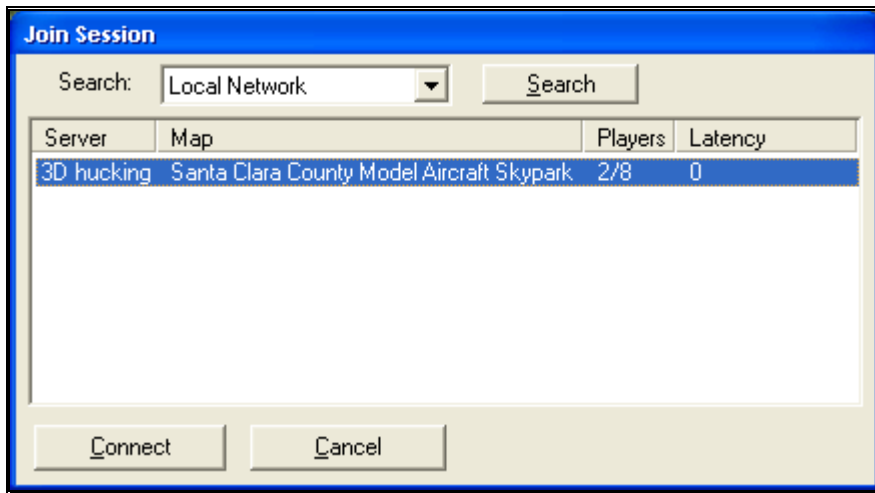 Join Session
Search: Local Network Search
Server Map Players Latency
3D hucking Santa Clara County Model Aircraft Skypark 2/8 0
Connect Cancel